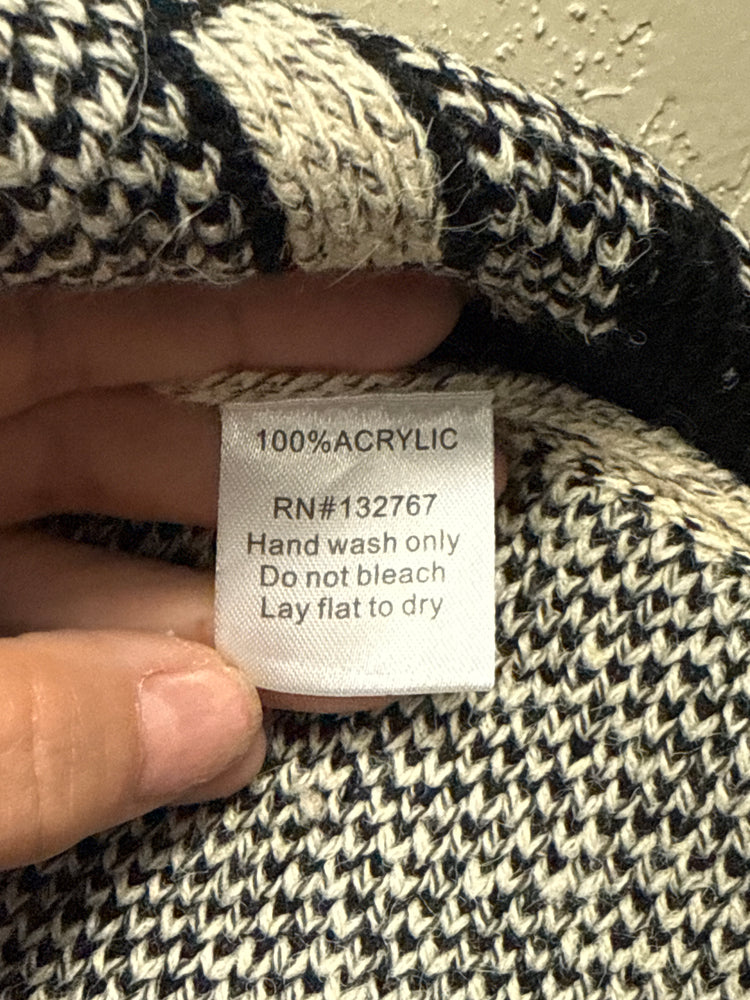 100%ACRYLIC
RN#132767
Hand wash only
Do not bleach
Lay flat to dry